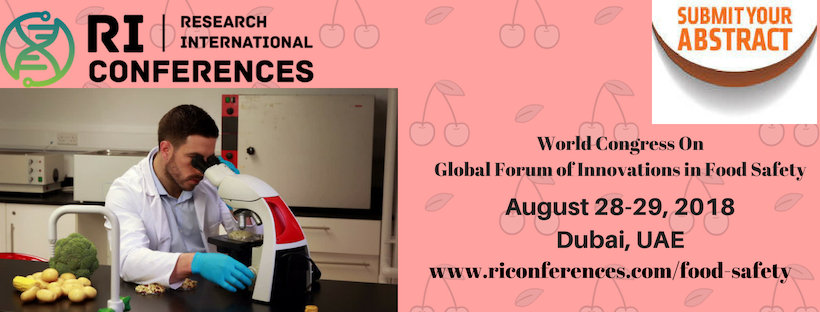 RI
RESEARCH
INTERNATIONAL
CONFERENCES
SUBMIT YOUR
ABSTRACT
World Congress On
Global Forum of Innovations in Food Safety
August 28-29, 2018
Dubai, UAE
www.riconferences.com/food-safety